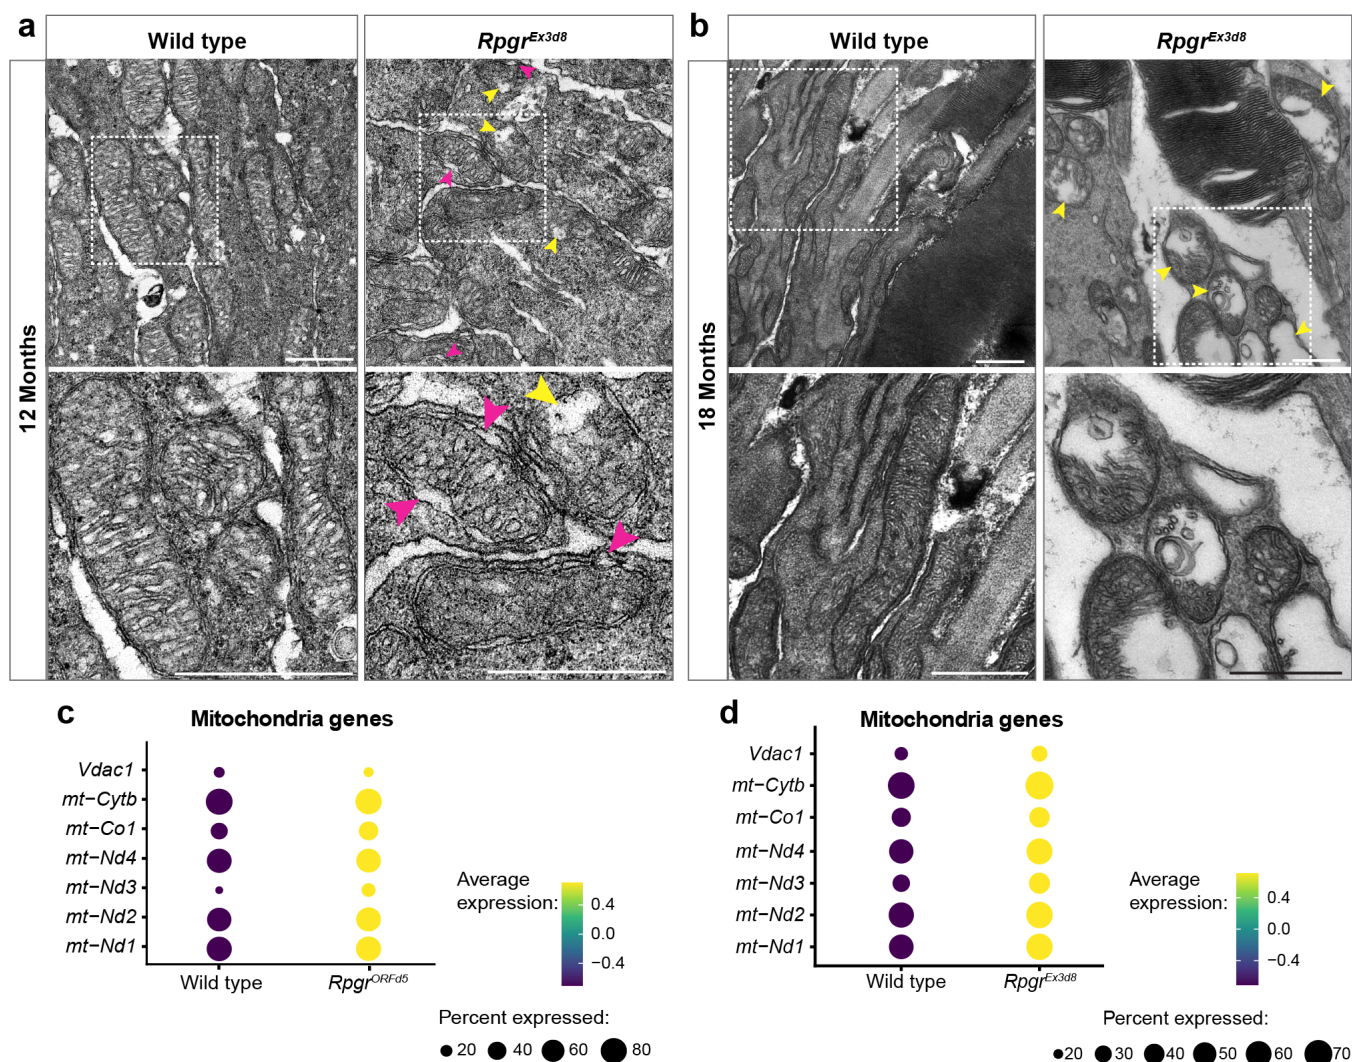 a
Wild type
Rpgr^Ex3d8
12 Months
b
Wild type
Rpgr^Ex3d8
18 Months
c
Mitochondria genes
Vdac1
mt−Cytb
mt−Co1
mt−Nd4
mt−Nd3
mt−Nd2
mt−Nd1
Wild type
Rpgr^ORFd5
Average
expression:
0.4
0.0
−0.4
Percent expressed:
20 40 60 80
d
Mitochondria genes
Vdac1
mt−Cytb
mt−Co1
mt−Nd4
mt−Nd3
mt−Nd2
mt−Nd1
Wild type
Rpgr^Ex3d8
Average
expression:
0.4
0.0
−0.4
Percent expressed:
20 30 40 50 60 70